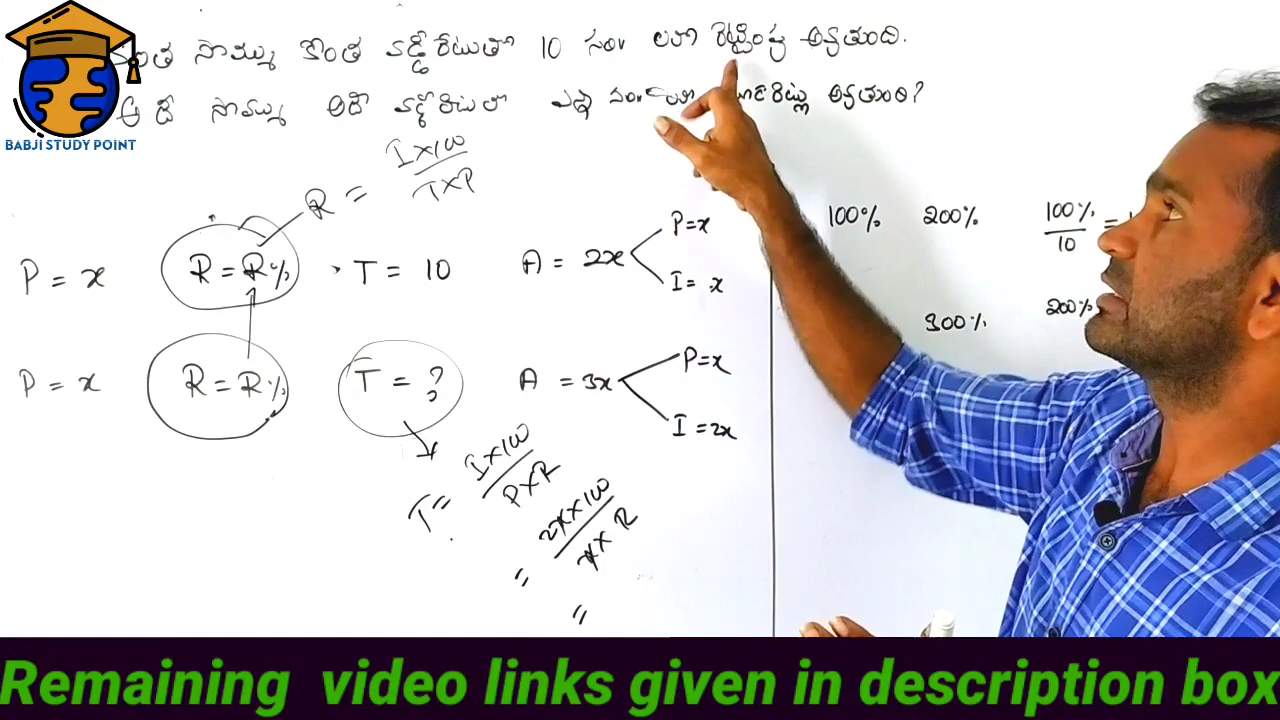 కొంత సొమ్ము కొంత వడ్డీరేటుతో 10 సం॥ లలో రెట్టింపు అవుతుంది.
అదే సొమ్ము అదే వడ్డీరేటులో ఎన్ని సం॥ లలో రెట్లు అవుతుంది?
BABJI STUDY POINT
R = I×100 / T×P
P = x R = R% T = 10 A = 2x P=x I= x
100% 200% 100%/10 =
P = x R = R% T = ? A = 3x P=x I=2x
300% 200%
T = I×100 / P×R
= 2x×100 / x×R
=
Remaining video links given in description box